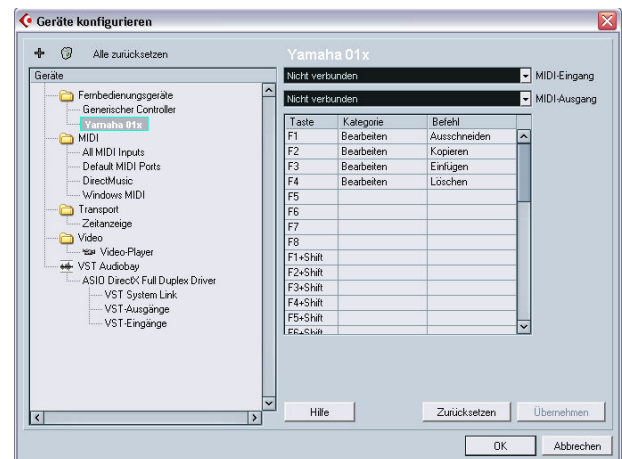 Geräte konfigurieren
Alle zurücksetzen
Yamaha 01x
Geräte
Fernbedienungsgeräte
Generischer Controller
Yamaha 01x
MIDI
All MIDI Inputs
Default MIDI Ports
DirectMusic
Windows MIDI
Transport
Zeitanzeige
Video
Video-Player
VST Audiobay
ASIO DirectX Full Duplex Driver
VST System Link
VST-Ausgänge
VST-Eingänge
Nicht verbunden MIDI-Eingang
Nicht verbunden MIDI-Ausgang
Taste Kategorie Befehl
F1 Bearbeiten Ausschneiden
F2 Bearbeiten Kopieren
F3 Bearbeiten Einfügen
F4 Bearbeiten Löschen
F5
F6
F7
F8
F1+Shift
F2+Shift
F3+Shift
F4+Shift
F5+Shift
F6+Shift
Hilfe Zurücksetzen Übernehmen
OK Abbrechen